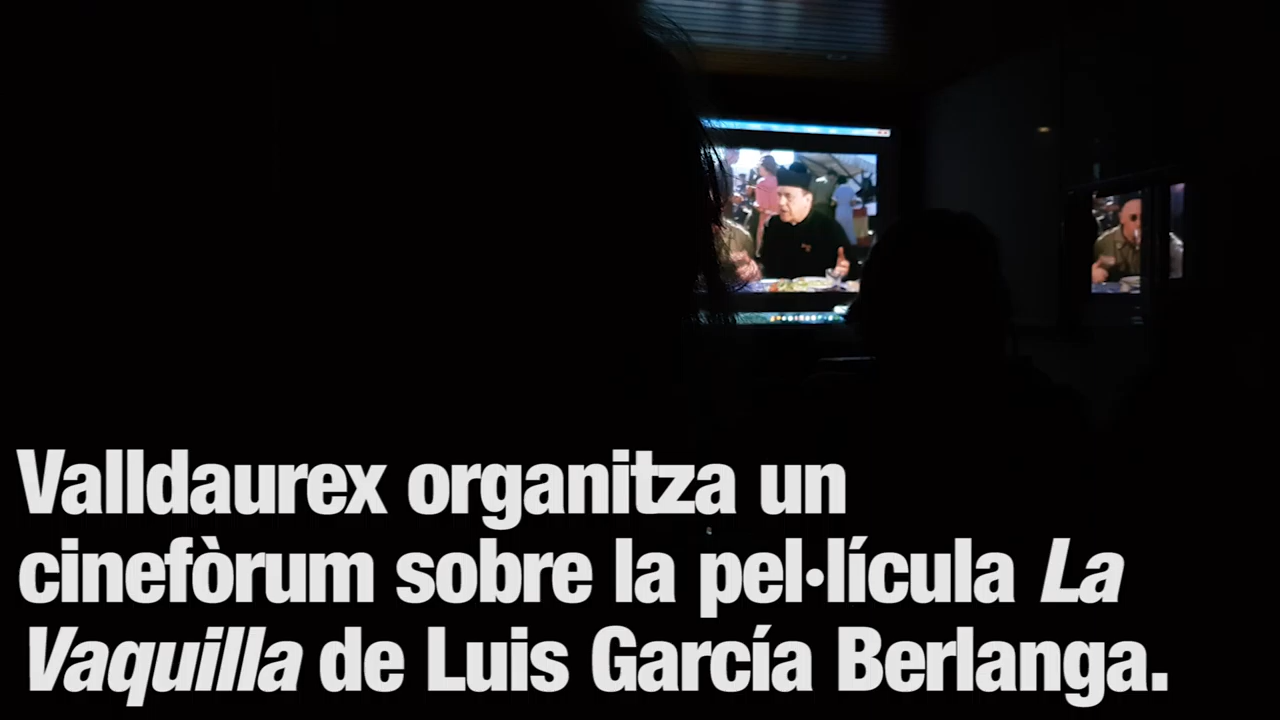 Valldaurex organitza un
cinefòrum sobre la pel·lícula La
Vaquilla de Luis García Berlanga.